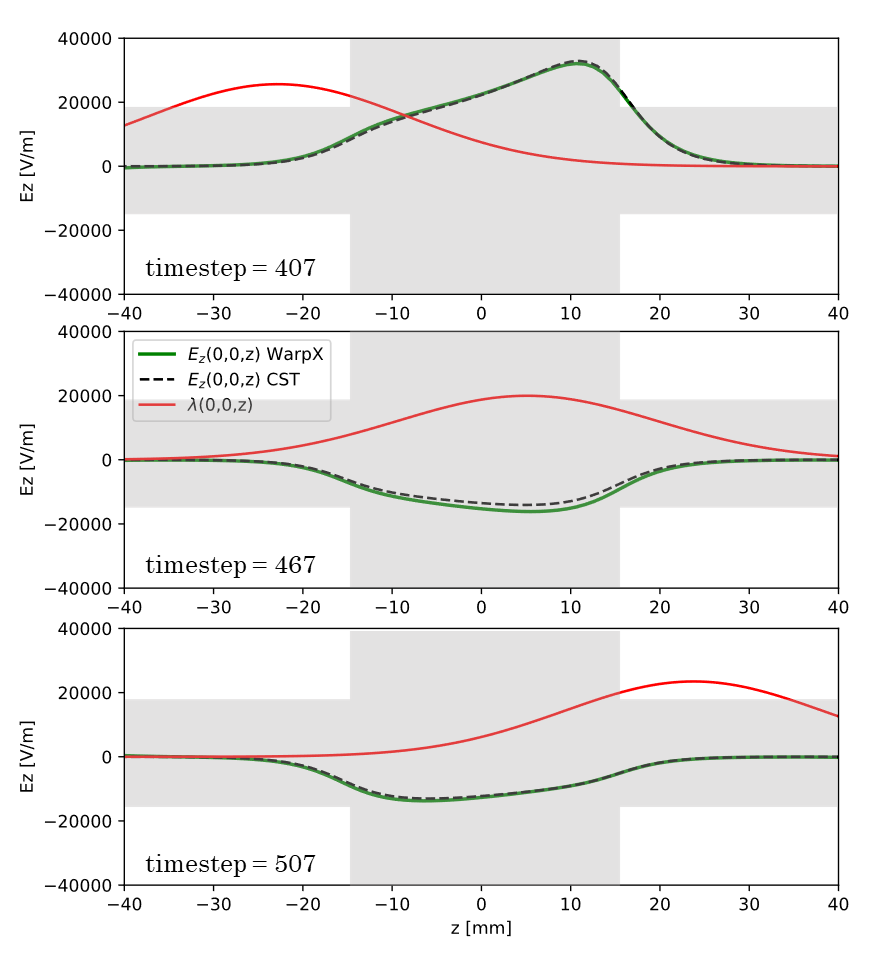 40000
20000
0
−20000
−40000
Ez [V/m]
timestep = 407
−40 −30 −20 −10 0 10 20 30 40
40000
20000
0
−20000
−40000
Ez [V/m]
E_z(0,0,z) WarpX
E_z(0,0,z) CST
λ(0,0,z)
timestep = 467
−40 −30 −20 −10 0 10 20 30 40
40000
20000
0
−20000
−40000
Ez [V/m]
timestep = 507
−40 −30 −20 −10 0 10 20 30 40
z [mm]